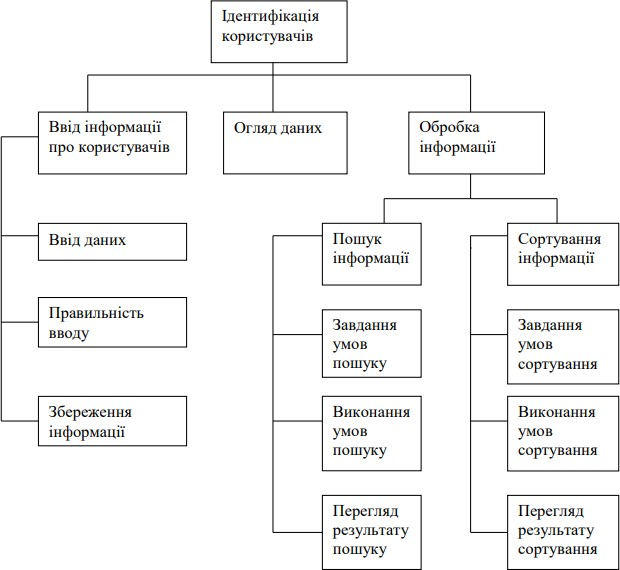 Ідентифікація
користувачів
Ввід інформації
про користувачів
Огляд даних
Обробка
інформації
Ввід даних
Правильність
вводу
Збереження
інформації
Пошук
інформації
Завдання
умов
пошуку
Виконання
умов
пошуку
Перегляд
результату
пошуку
Сортування
інформації
Завдання
умов
сортування
Виконання
умов
сортування
Перегляд
результату
сортування